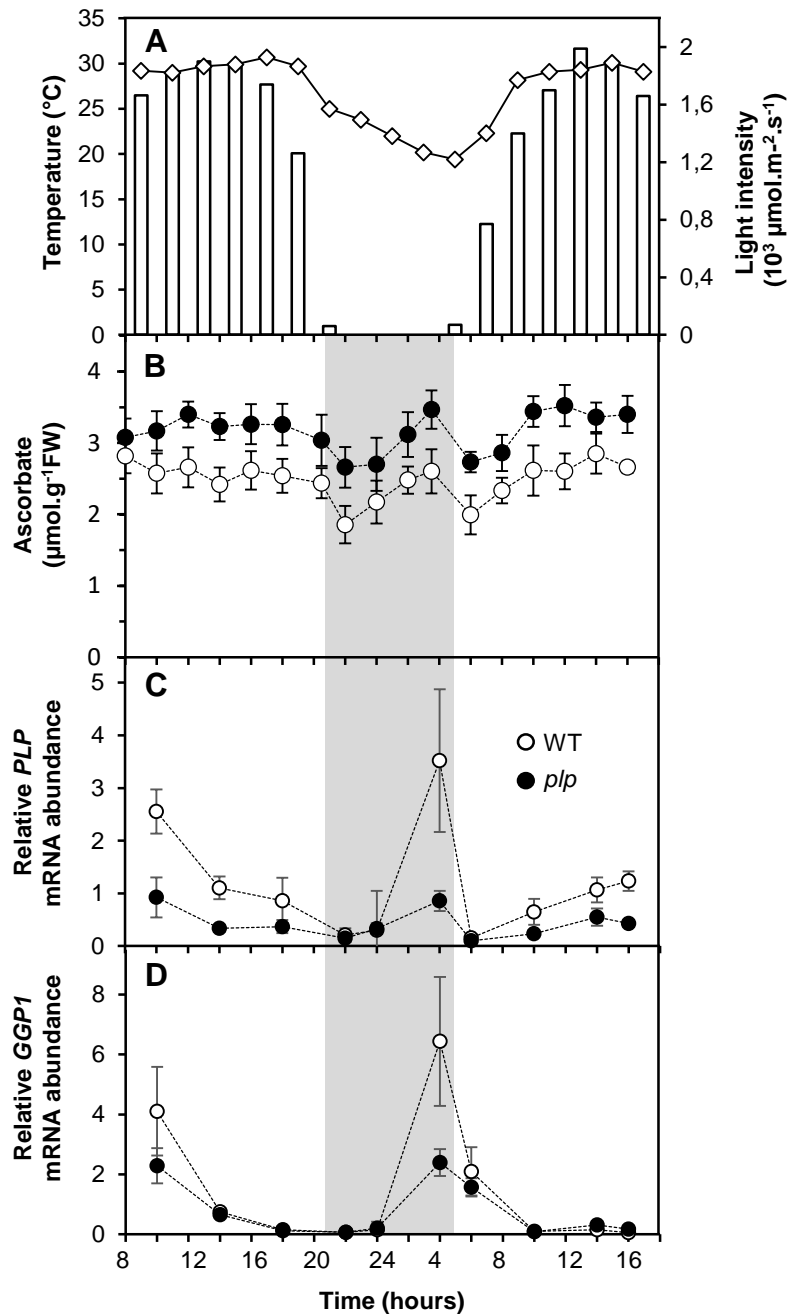 A
35
30
25
20
15
10
5
0
Temperature (°C)
2
1,6
1,2
0,8
0,4
0
Light intensity
(10³ µmol.m-².s⁻¹)
B
4
3
2
1
0
Ascorbate
(µmol.g⁻¹FW)
C
5
4
3
2
1
0
Relative PLP
mRNA abundance
WT
plp
D
8
6
4
2
0
Relative GGP1
mRNA abundance
8 12 16 20 24 4 8 12 16
Time (hours)